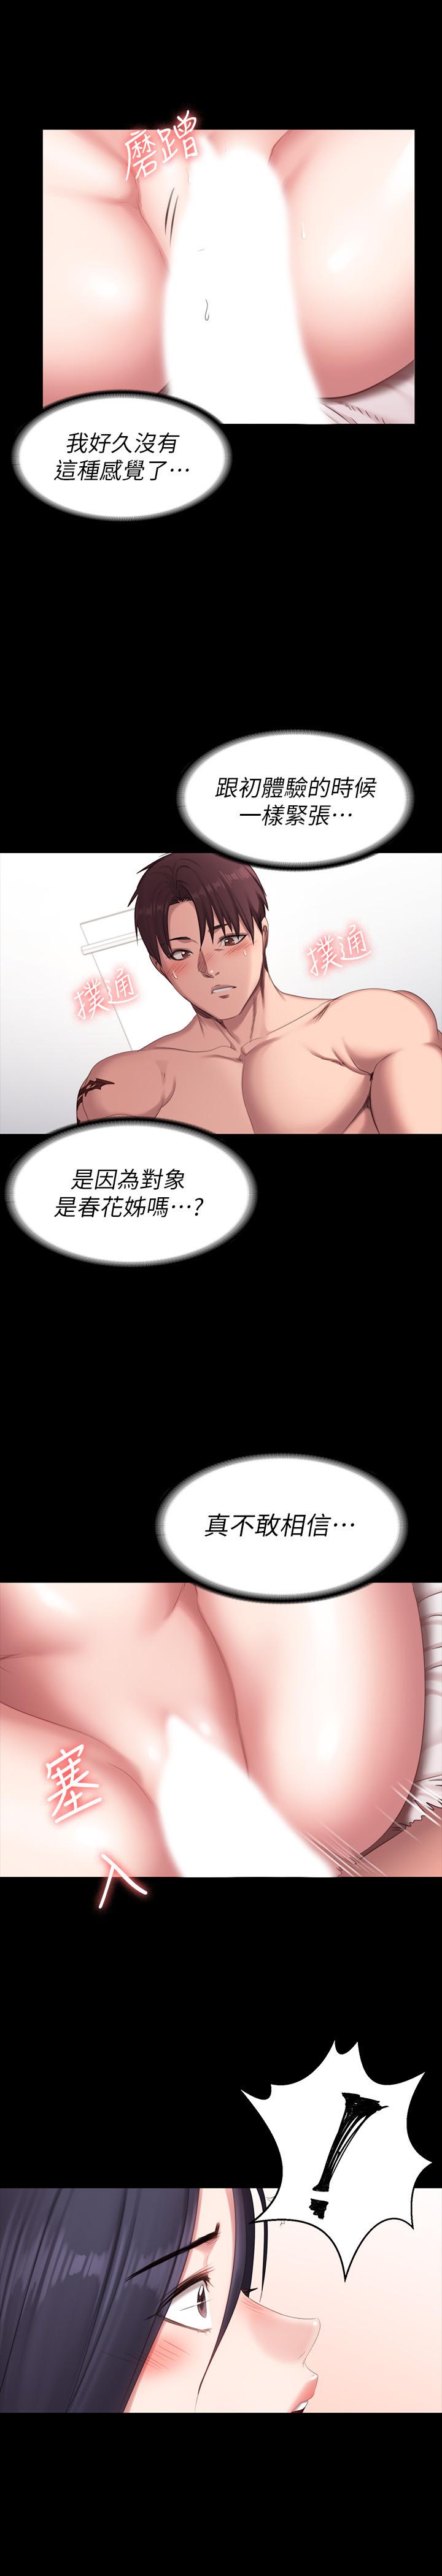 磨蹭
我好久沒有
這種感覺了⋯
跟初體驗的時候
一樣緊張⋯
撲通
撲通
是因為對象
是春花姊嗎⋯?
真不敢相信⋯
塞
入
!